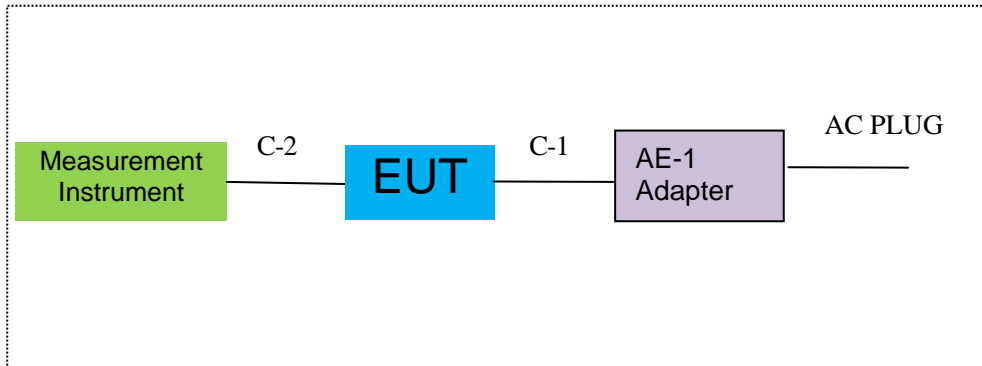 AC PLUG
C-2
C-1
Measurement
Instrument
EUT
AE-1
Adapter